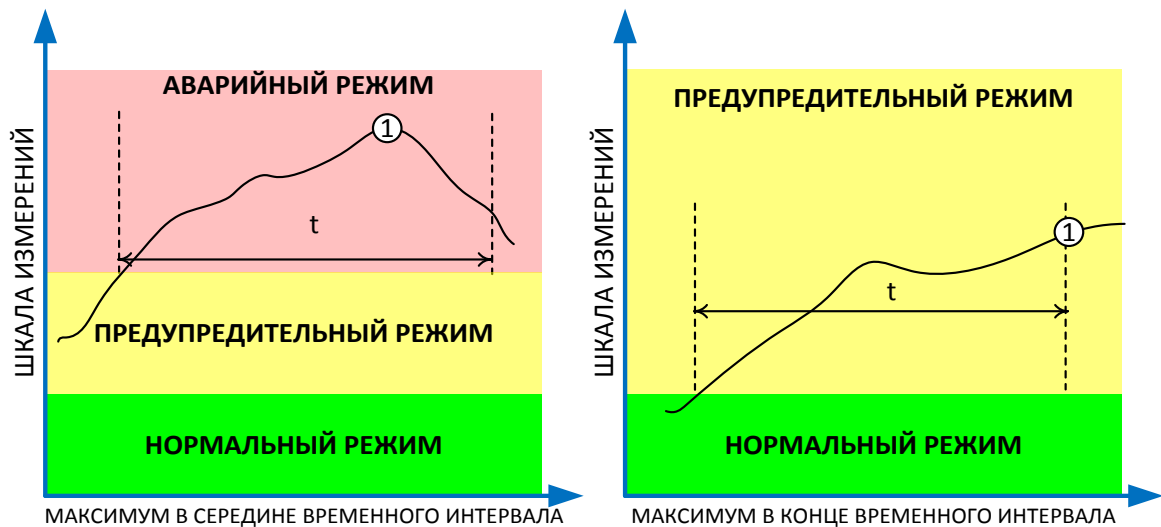 ШКАЛА ИЗМЕРЕНИЙ
АВАРИЙНЫЙ РЕЖИМ
1
t
ПРЕДУПРЕДИТЕЛЬНЫЙ РЕЖИМ
НОРМАЛЬНЫЙ РЕЖИМ
МАКСИМУМ В СЕРЕДИНЕ ВРЕМЕННОГО ИНТЕРВАЛА
ШКАЛА ИЗМЕРЕНИЙ
ПРЕДУПРЕДИТЕЛЬНЫЙ РЕЖИМ
1
t
НОРМАЛЬНЫЙ РЕЖИМ
МАКСИМУМ В КОНЦЕ ВРЕМЕННОГО ИНТЕРВАЛА